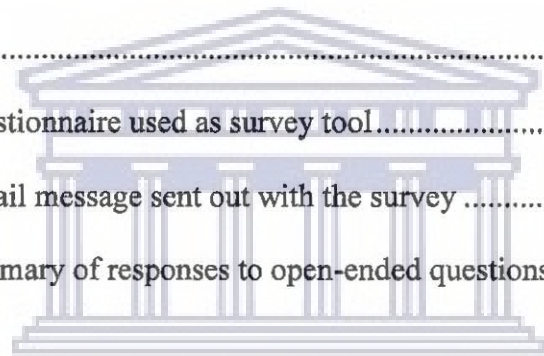 ........................................................
stionnaire used as survey tool......................
ail message sent out with the survey ..........
mary of responses to open-ended questions